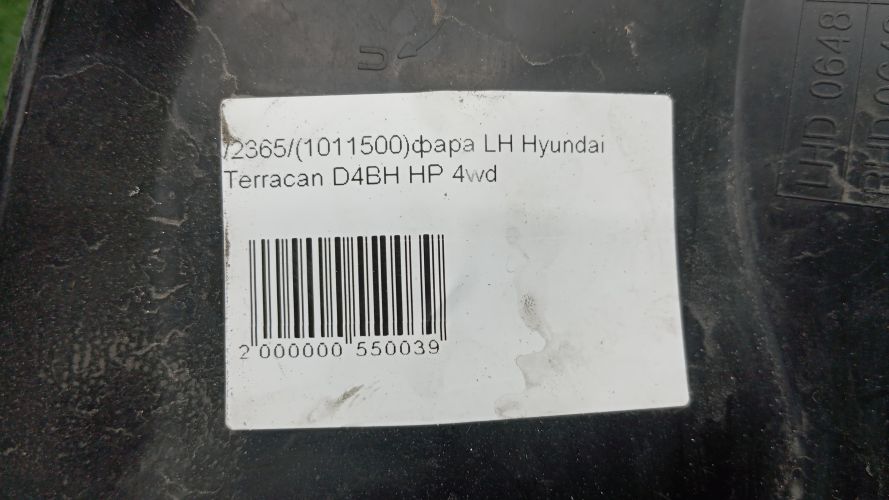 U
/2365/(1011500)фара LH Hyundai
Terracan D4BH HP 4wd
2 000000 550039
LHD 0648